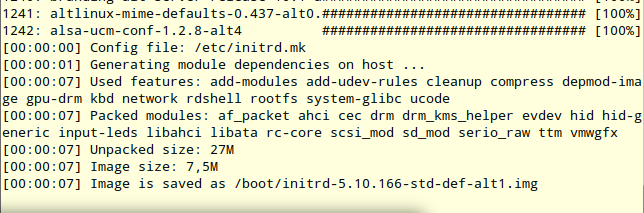 1241: altlinux-mime-defaults-0.437-alt0.################################# [100%]
1242: alsa-ucm-conf-1.2.8-alt4         ################################# [100%]
[00:00:00] Config file: /etc/initrd.mk
[00:00:01] Generating module dependencies on host ...
[00:00:07] Used features: add-modules add-udev-rules cleanup compress depmod-ima
ge gpu-drm kbd network rdshell rootfs system-glibc ucode
[00:00:07] Packed modules: af_packet ahci cec drm drm_kms_helper evdev hid hid-g
eneric input-leds libahci libata rc-core scsi_mod sd_mod serio_raw ttm vmwgfx
[00:00:07] Unpacked size: 27M
[00:00:07] Image size: 7,5M
[00:00:07] Image is saved as /boot/initrd-5.10.166-std-def-alt1.img